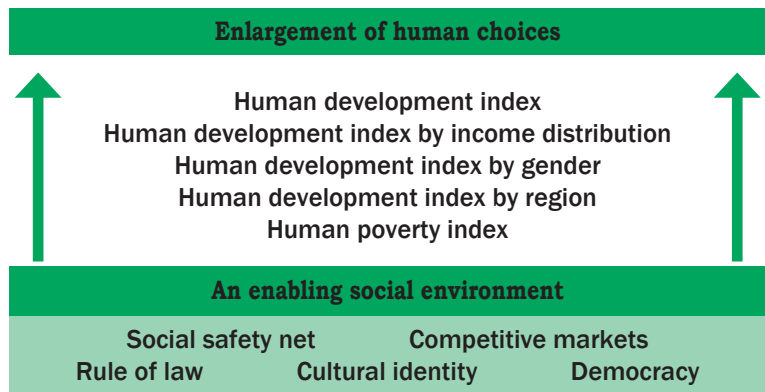 Enlargement of human choices
Human development index
Human development index by income distribution
Human development index by gender
Human development index by region
Human poverty index
An enabling social environment
Social safety net Competitive markets
Rule of law Cultural identity Democracy